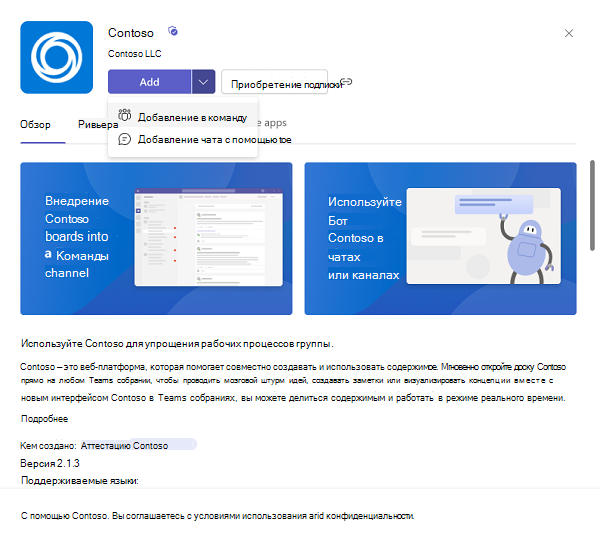 Contoso
Contoso LLC
Add
Приобретение подписки
Добавление в команду
Добавление чата с помощью toe
Обзор
Ривьера
e apps
Внедрение
Contoso
boards into
a Команды
channel
Используйте
Бот
Contoso в
чатах
или каналах
Используйте Contoso для упрощения рабочих процессов группы.
Contoso – это веб-платформа, которая помогает совместно создавать и использовать содержимое. Мгновенно откройте доску Contoso
прямо на любом Teams собрании, чтобы проводить мозговой штурм идей, создавать заметки или визуализировать концепции вместе с
новым интерфейсом Contoso в Teams собраниях, вы можете делиться содержимым и работать в режиме реального времени.
Подробнее
Кем создано: Аттестацию Contoso
Версия 2.1.3
Поддерживаемые языки:
С помощью Contoso. Вы соглашаетесь с условиями использования arid конфиденциальности.